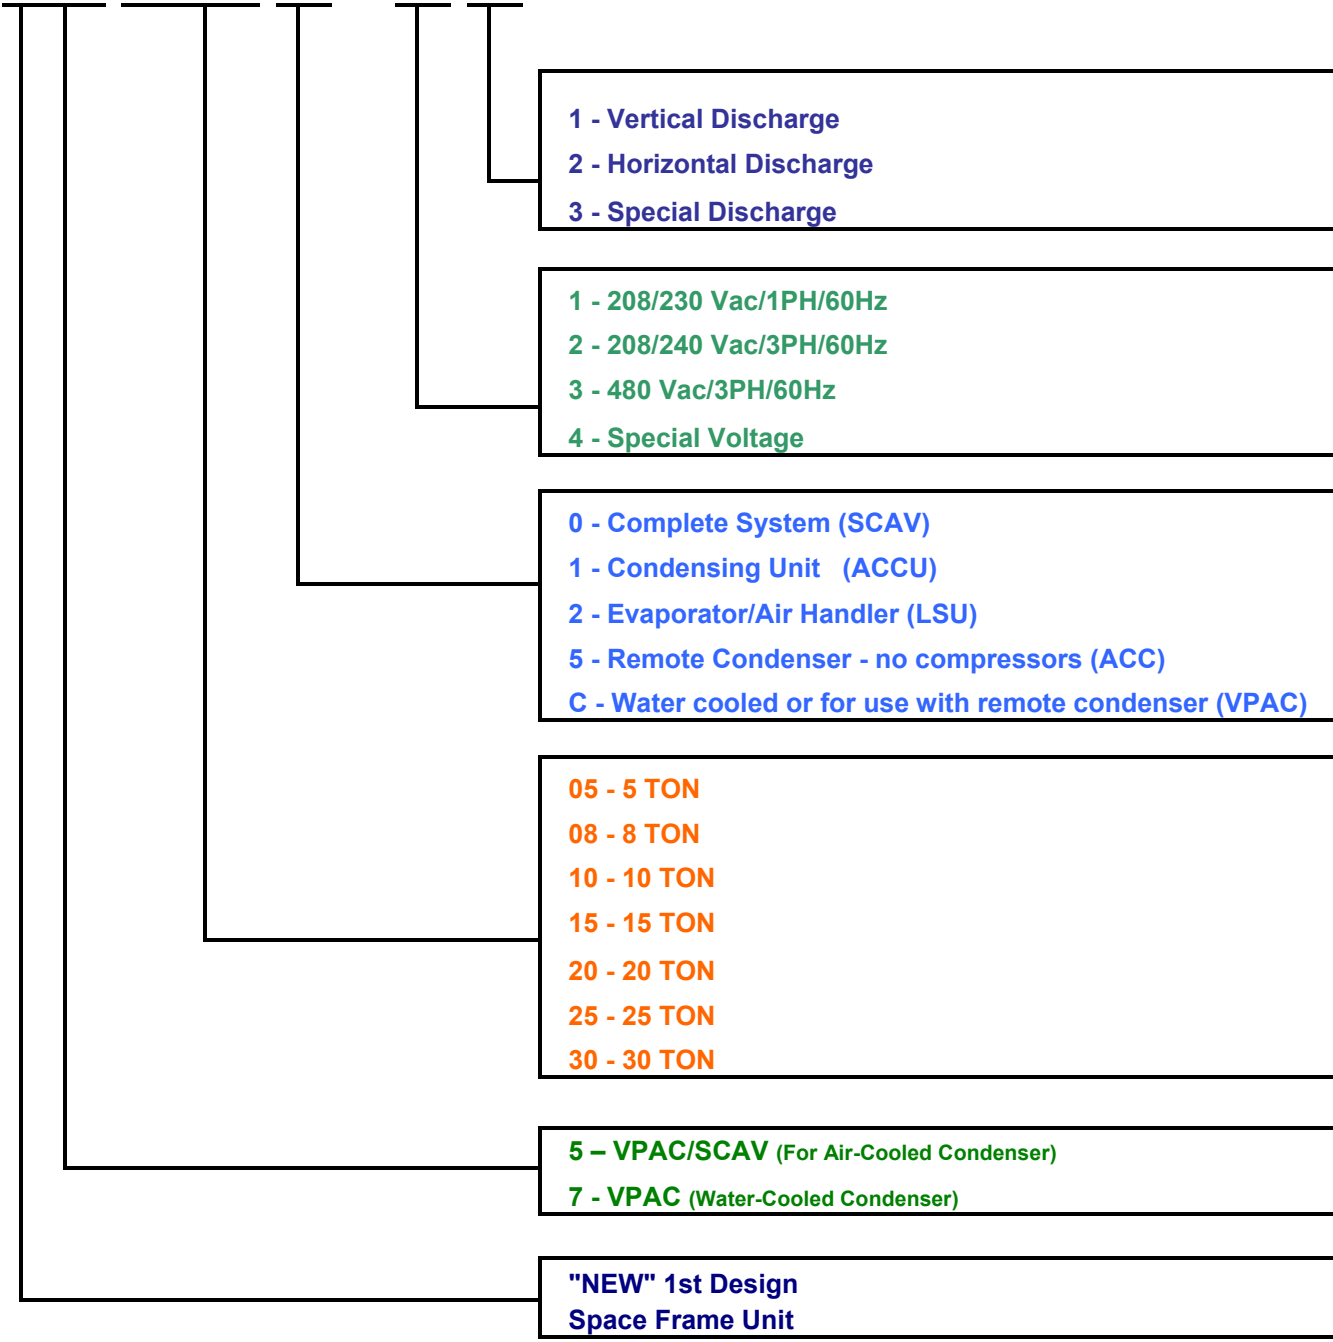 1 - Vertical Discharge
2 - Horizontal Discharge
3 - Special Discharge
1 - 208/230 Vac/1PH/60Hz
2 - 208/240 Vac/3PH/60Hz
3 - 480 Vac/3PH/60Hz
4 - Special Voltage
0 - Complete System (SCAV)
1 - Condensing Unit (ACCU)
2 - Evaporator/Air Handler (LSU)
5 - Remote Condenser - no compressors (ACC)
C - Water cooled or for use with remote condenser (VPAC)
05 - 5 TON
08 - 8 TON
10 - 10 TON
15 - 15 TON
20 - 20 TON
25 - 25 TON
30 - 30 TON
5 – VPAC/SCAV (For Air-Cooled Condenser)
7 - VPAC (Water-Cooled Condenser)
"NEW" 1st Design
Space Frame Unit